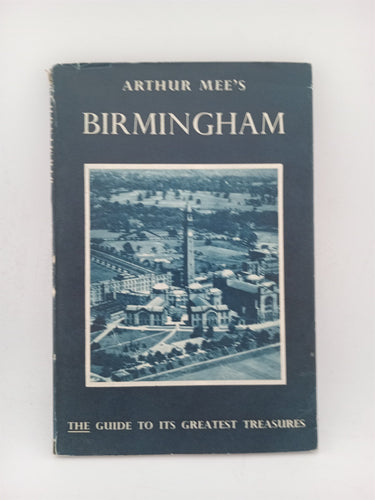 ARTHUR MEE'S
BIRMINGHAM
THE GUIDE TO ITS GREATEST TREASURES